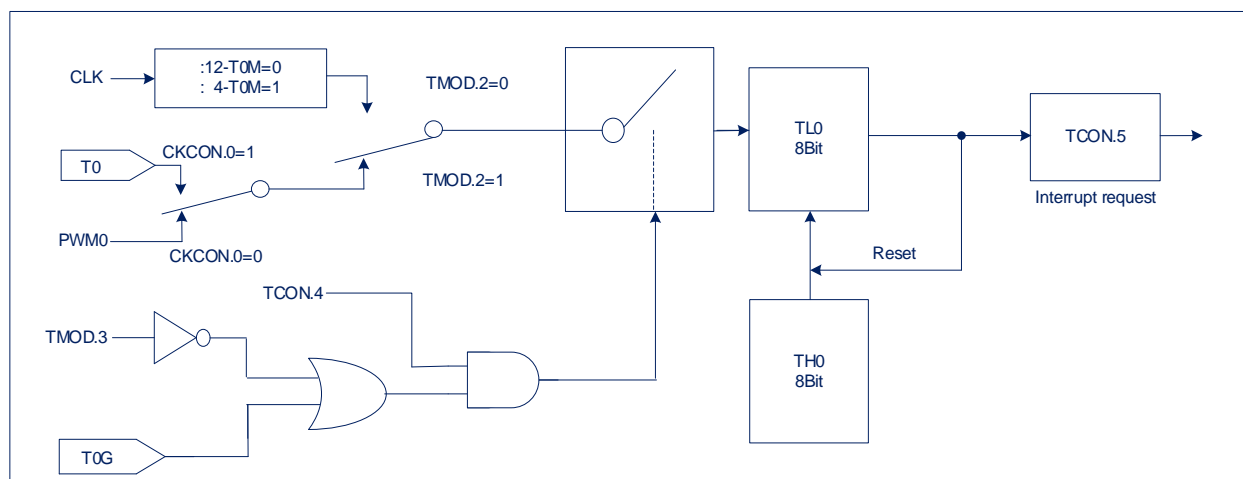 CLK
:12-T0M=0
: 4-T0M=1
TMOD.2=0
T0
CKCON.0=1
TMOD.2=1
PWM0
CKCON.0=0
TL0
8Bit
TCON.5
Interrupt request
Reset
TCON.4
TMOD.3
TH0
8Bit
T0G